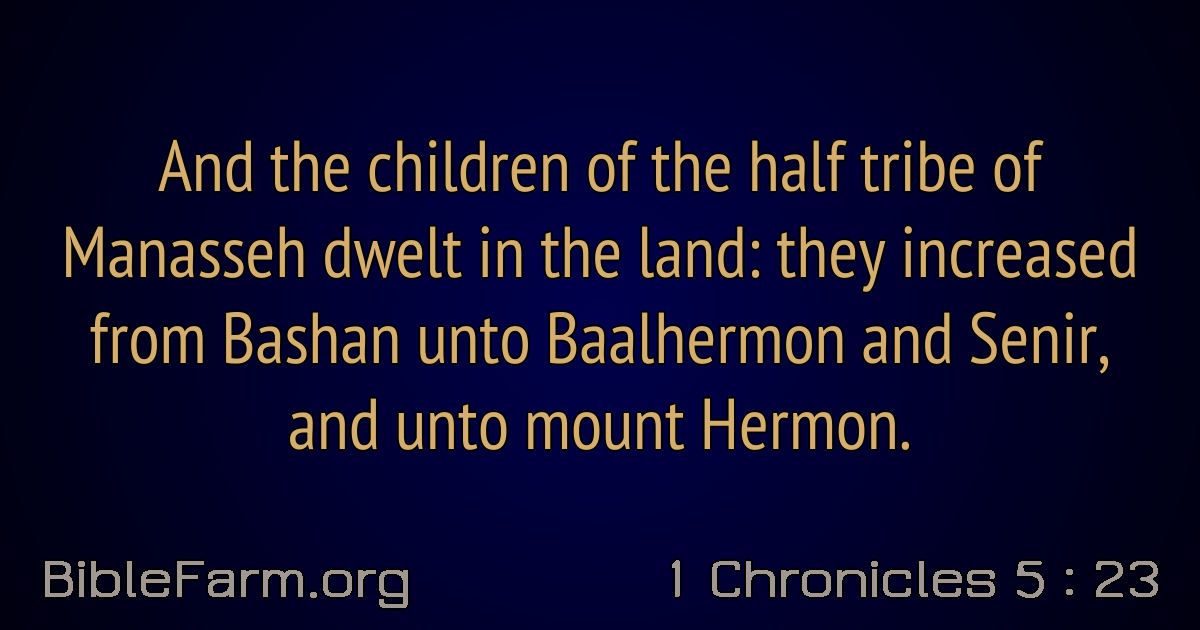 And the children of the half tribe of
Manasseh dwelt in the land: they increased
from Bashan unto Baalhermon and Senir,
and unto mount Hermon.
BibleFarm.org
1 Chronicles 5 : 23